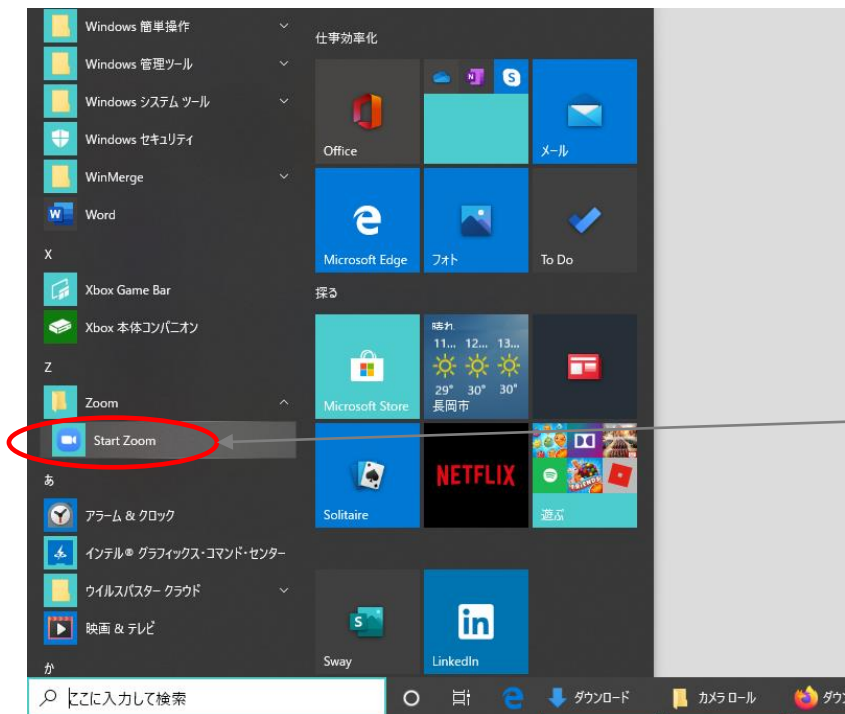 Windows 簡単操作
Windows 管理ツール
Windows システム ツール
Windows セキュリティ
WinMerge
Word
X
Xbox Game Bar
Xbox 本体コンパニオン
Z
Zoom
Start Zoom
あ
アラーム & クロック
インテル® グラフィックス・コマンド・センター
ウイルスバスター クラウド
映画 & テレビ
か
仕事効率化
Office
メール
Microsoft Edge
フォト
To Do
探る
Microsoft Store
晴れ
11... 12... 13...
29° 30° 30°
長岡市
Solitaire
NETFLIX
遊ぶ
Sway
LinkedIn
ここに入力して検索
ダウンロード
カメラ ロール
ダウ